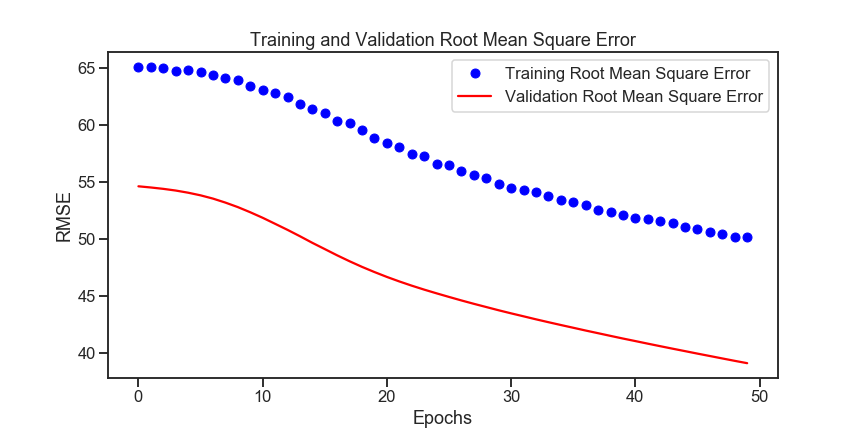 Training and Validation Root Mean Square Error
65
60
55
50
45
40
RMSE
Training Root Mean Square Error
Validation Root Mean Square Error
0 10 20 30 40 50
Epochs